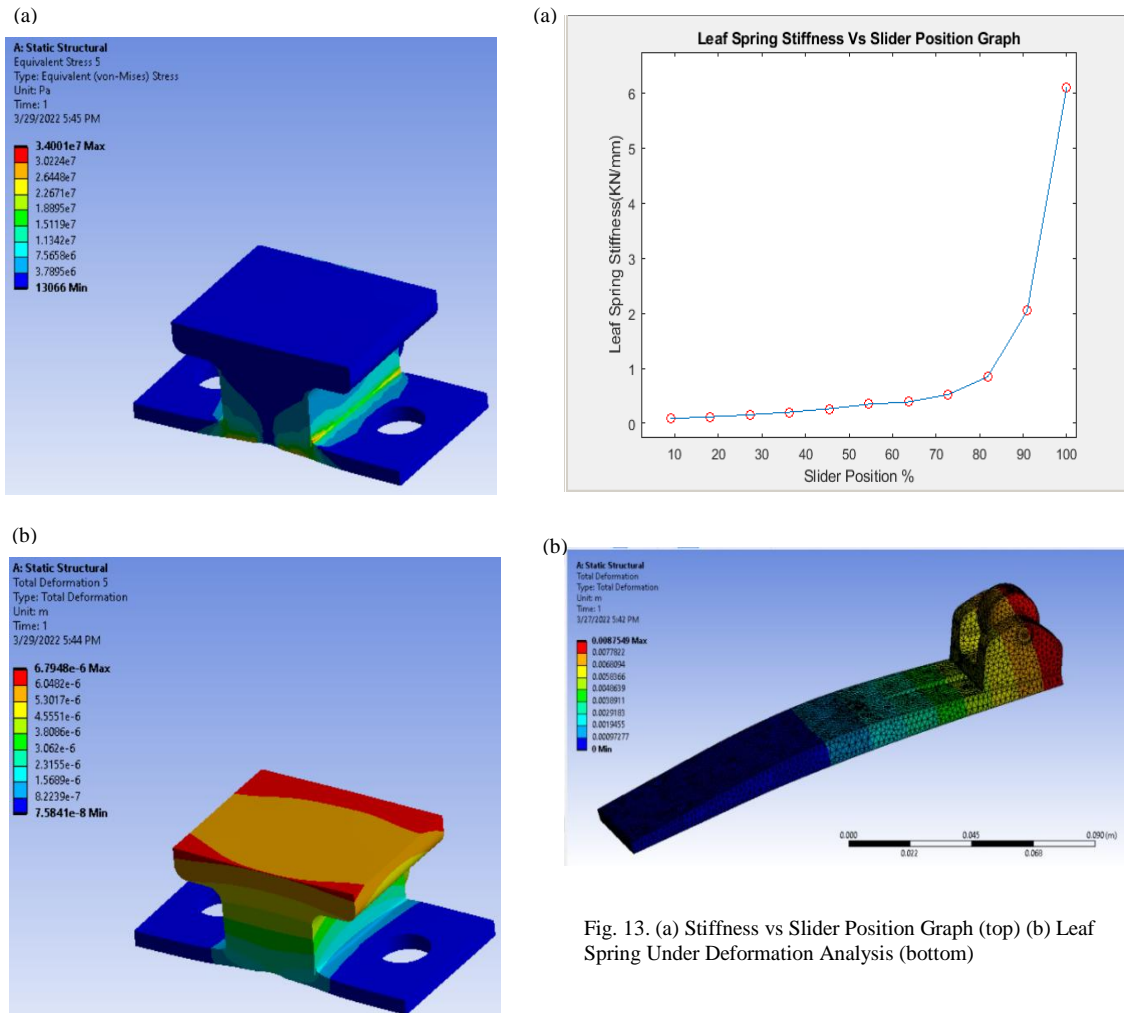 (a)
A: Static Structural
Equivalent Stress 5
Type: Equivalent (von-Mises) Stress
Unit: Pa
Time: 1
3/29/2022 5:45 PM
3.4001e7 Max
3.0224e7
2.6448e7
2.2671e7
1.8895e7
1.5119e7
1.1342e7
7.5658e6
3.7895e6
13066 Min
(b)
A: Static Structural
Total Deformation 5
Type: Total Deformation
Unit: m
Time: 1
3/29/2022 5:44 PM
6.7948e-6 Max
6.0482e-6
5.3017e-6
4.5551e-6
3.8086e-6
3.062e-6
2.3155e-6
1.5689e-6
8.2239e-7
7.5841e-8 Min
(a)
Leaf Spring Stiffness Vs Slider Position Graph
Leaf Spring Stiffness(KN/mm)
6
5
4
3
2
1
0
10 20 30 40 50 60 70 80 90 100
Slider Position %
(b)
A: Static Structural
Total Deformation
Type: Total Deformation
Unit: m
Time: 1
3/27/2022 5:42 PM
0.0087549 Max
0.0077822
0.0068094
0.0058366
0.0048639
0.0038911
0.0029183
0.0019455
0.00097277
0 Min
0.000 0.045 0.090 (m)
0.022 0.068
Fig. 13. (a) Stiffness vs Slider Position Graph (top) (b) Leaf
Spring Under Deformation Analysis (bottom)